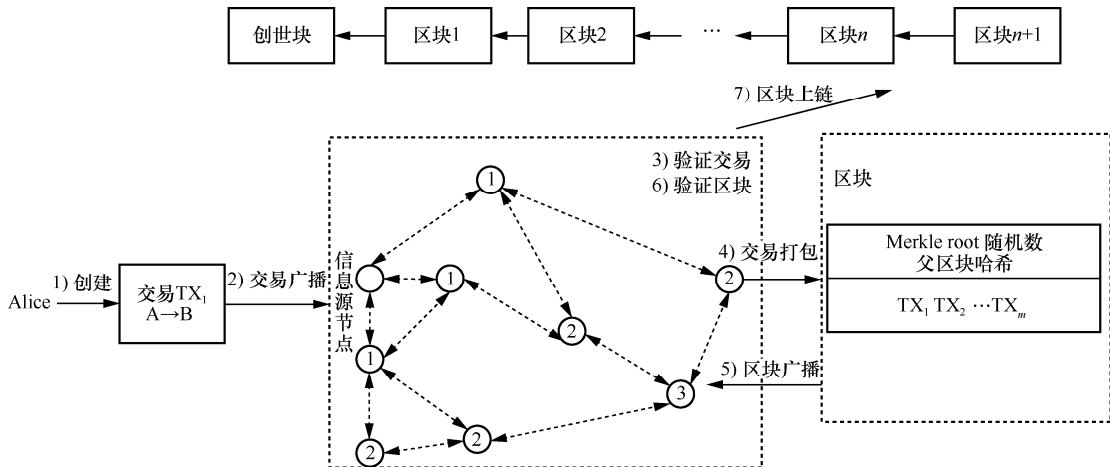 创世块
区块1
区块2
…
区块n
区块n+1
7) 区块上链
3) 验证交易
6) 验证区块
区块
1
Merkle root 随机数
父区块哈希
4) 交易打包
TX₁ TX₂ …TXₘ
信息源节点
1
2
1) 创建
2) 交易广播
Alice
交易TX₁
A→B
2
1
5) 区块广播
3
2
2